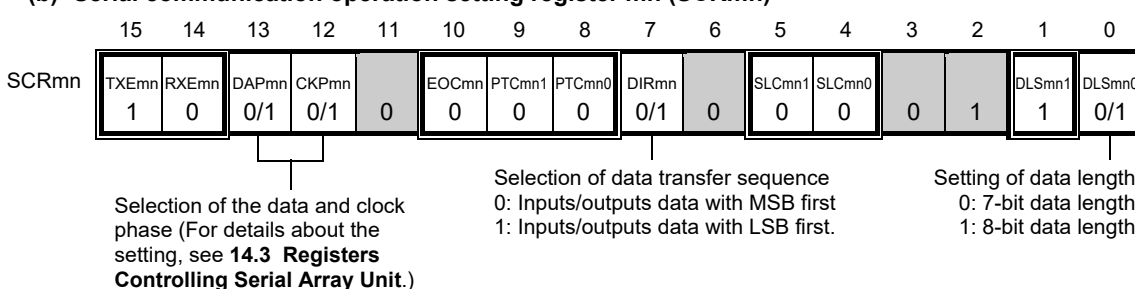 (b) Serial communication operation setting register mn (SCRmn)
15 14 13 12 11 10 9 8 7 6 5 4 3 2 1 0
SCRmn
TXEmn RXEmn DAPmn CKPmn EOCmn PTCmn1 PTCmn0 DIRmn SLCmn1 SLCmn0 DLSmn1 DLSmn0
1 0 0/1 0/1 0 0 0 0 0/1 0 0 0 0 1 1 0/1
Selection of the data and clock
phase (For details about the
setting, see 14.3 Registers
Controlling Serial Array Unit.)
Selection of data transfer sequence
0: Inputs/outputs data with MSB first
1: Inputs/outputs data with LSB first.
Setting of data length
0: 7-bit data length
1: 8-bit data length